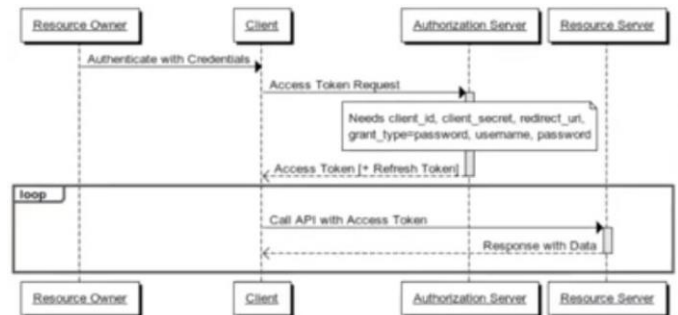 Resource Owner
Client
Authorization Server
Resource Server
Authenticate with Credentials
Access Token Request
Needs client_id, client_secret, redirect_uri,
grant_type=password, username, password
Access Token [+ Refresh Token]
loop
Call API with Access Token
Response with Data
Resource Owner
Client
Authorization Server
Resource Server